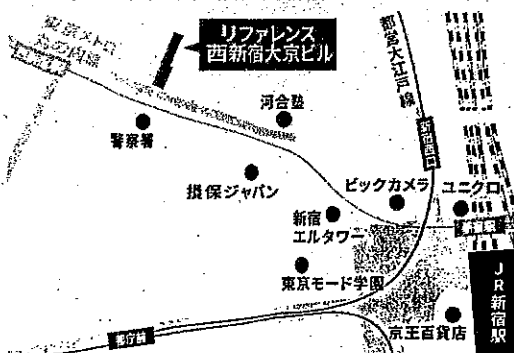 リファレンス
西新宿大京ビル
都営大江戸線
東京メトロ
丸の内線
河合塾
警察署
新宿西口
損保ジャパン
ビックカメラ
ユニクロ
新宿
エルタワー
東京モード学園
JR新宿駅
京王百貨店
都庁前